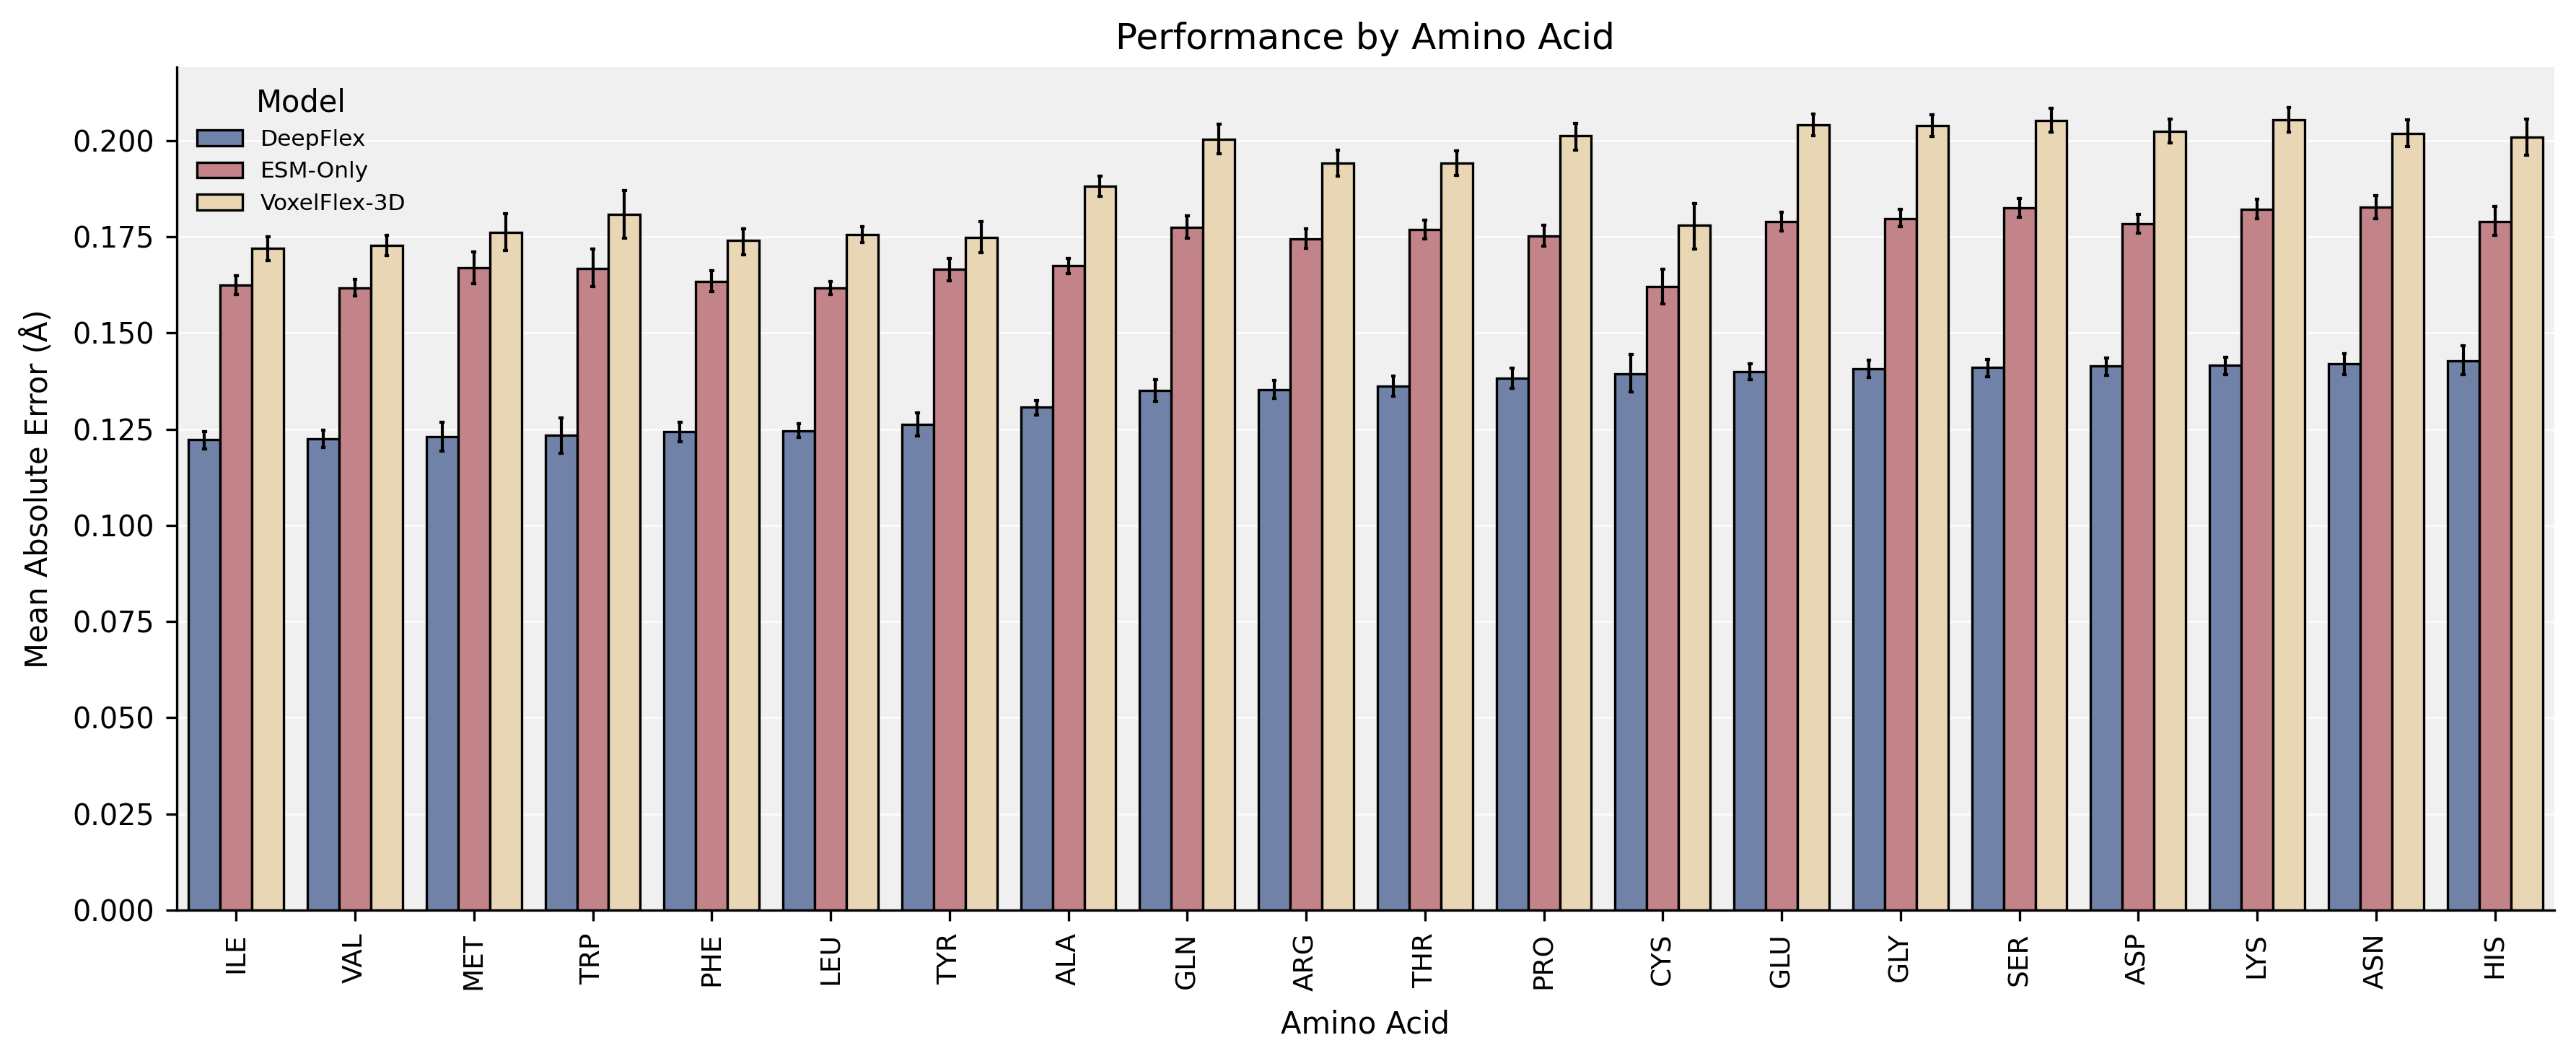 Performance by Amino Acid
Model
DeepFlex
ESM-Only
VoxelFlex-3D
Mean Absolute Error (Å)
0.200
0.175
0.150
0.125
0.100
0.075
0.050
0.025
0.000
ILE
VAL
MET
TRP
PHE
LEU
TYR
ALA
GLN
ARG
THR
PRO
CYS
GLU
GLY
SER
ASP
LYS
ASN
HIS
Amino Acid